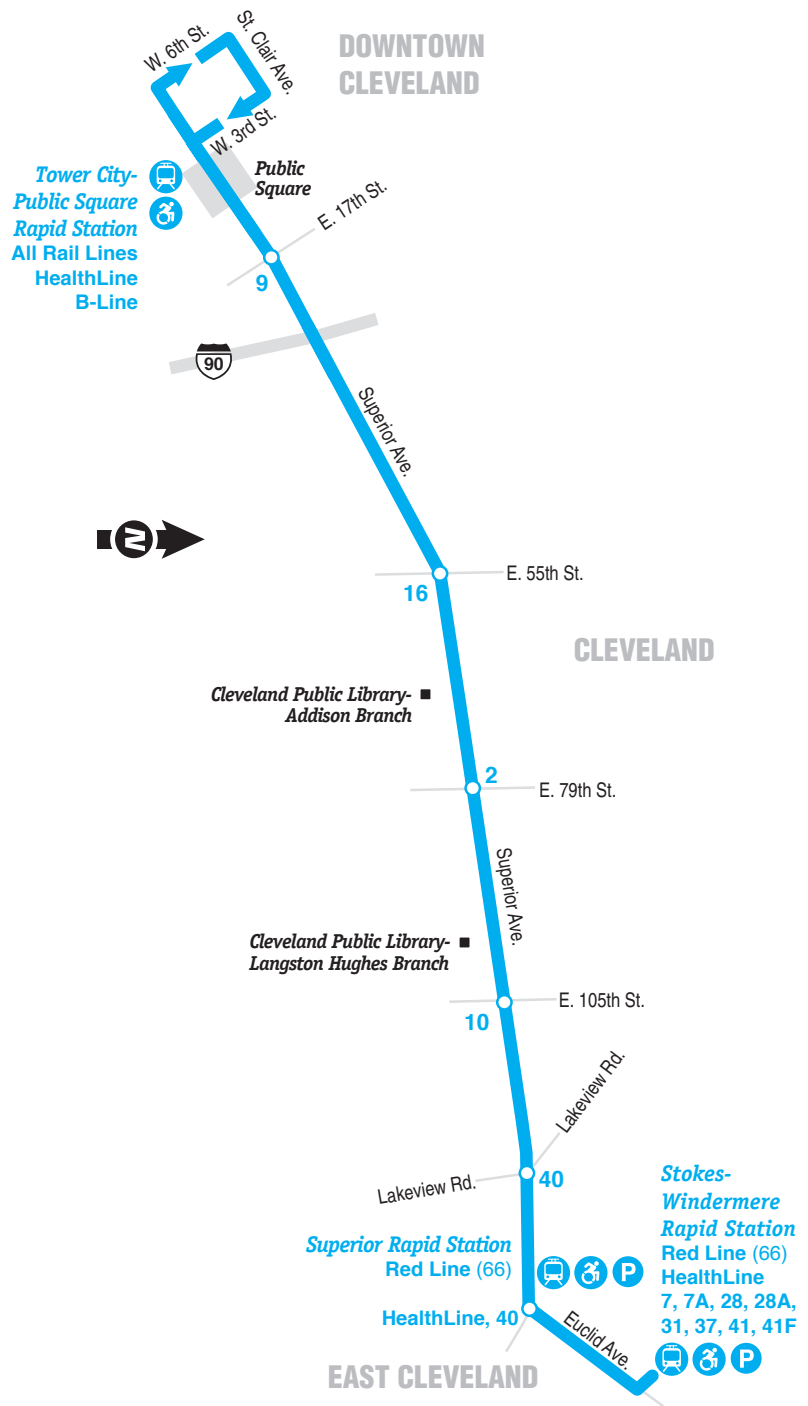 DOWNTOWN
CLEVELAND
W. 6th St.
St. Clair Ave.
W. 3rd St.
Tower City-
Public Square
Rapid Station
All Rail Lines
HealthLine
B-Line
Public
Square
E. 17th St.
9
90
Superior Ave.
N
E. 55th St.
16
CLEVELAND
Cleveland Public Library-
Addison Branch
2
E. 79th St.
Superior Ave.
Cleveland Public Library-
Langston Hughes Branch
E. 105th St.
10
Lakeview Rd.
Lakeview Rd.
40
Superior Rapid Station
Red Line (66)
P
HealthLine, 40
Euclid Ave.
Stokes-
Windermere
Rapid Station
Red Line (66)
HealthLine
7, 7A, 28, 28A,
31, 37, 41, 41F
P
EAST CLEVELAND